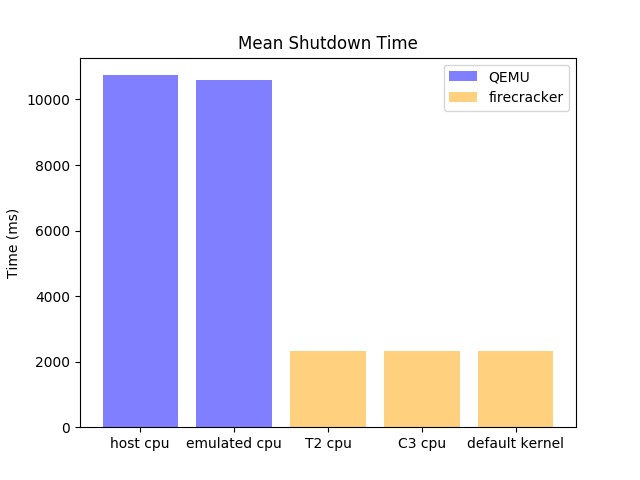 Mean Shutdown Time
QEMU
firecracker
10000
8000
6000
4000
2000
0
Time (ms)
host cpu
emulated cpu
T2 cpu
C3 cpu
default kernel